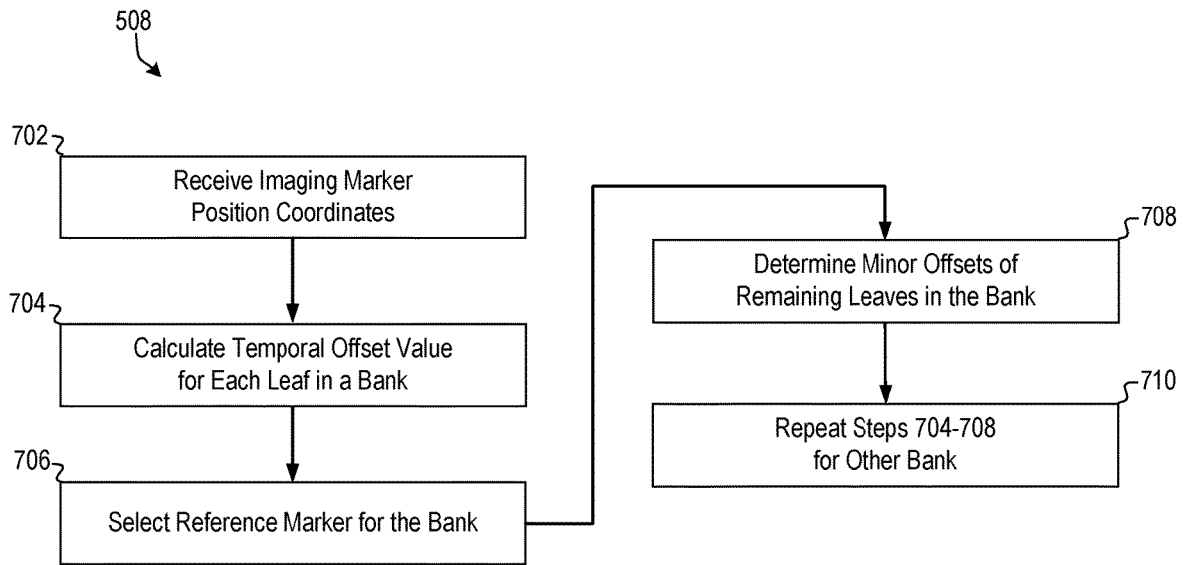 508
702
Receive Imaging Marker
Position Coordinates
704
Calculate Temporal Offset Value
for Each Leaf in a Bank
706
Select Reference Marker for the Bank
708
Determine Minor Offsets of
Remaining Leaves in the Bank
710
Repeat Steps 704-708
for Other Bank